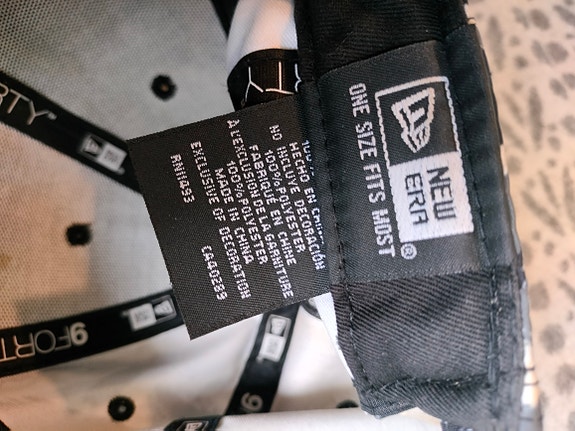 NEW
ERA
®
ONE SIZE FITS MOST
HECHO EN
NO INCLUYE DECORACIÓN
100% POLYESTER
FABRIQUÉ EN CHINE
À L'EXCLUSION DE LA GARNITURE
100% POLYESTER
MADE IN CHINA
EXCLUSIVE OF DECORATION
RN11493 CA40289
9FORTY
9